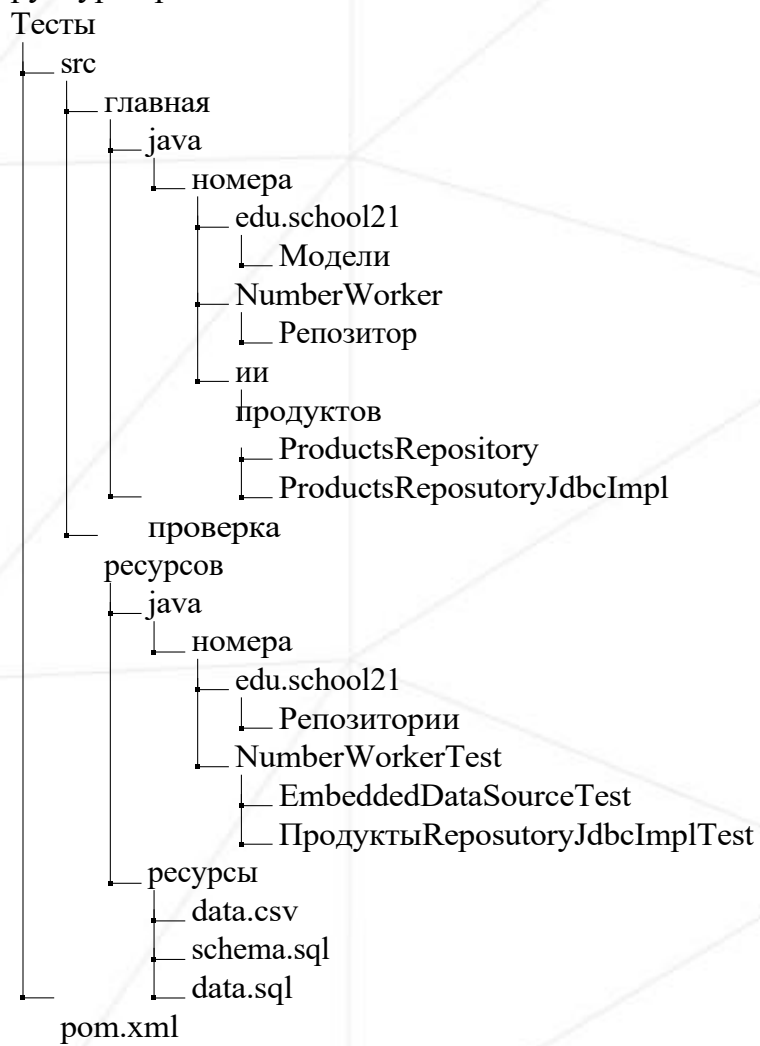 Тесты
src
главная
java
номера
edu.school21
Модели
NumberWorker
Репозитор
ии
продуктов
ProductsRepository
ProductsReposutoryJdbcImpl
проверка
ресурсов
java
номера
edu.school21
Репозитории
NumberWorkerTest
EmbeddedDataSourceTest
ПродуктыReposutoryJdbcImplTest
ресурсы
data.csv
schema.sql
data.sql
pom.xml